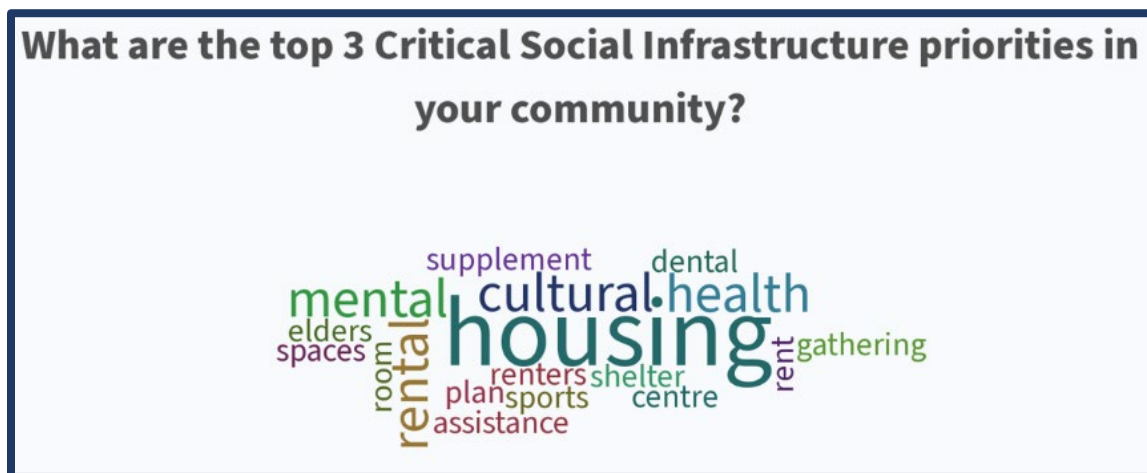 What are the top 3 Critical Social Infrastructure priorities in
your community?
supplement dental
mental cultural health
housing
elders
spaces
room
rental
rent
gathering
renters shelter
plan sports centre
assistance